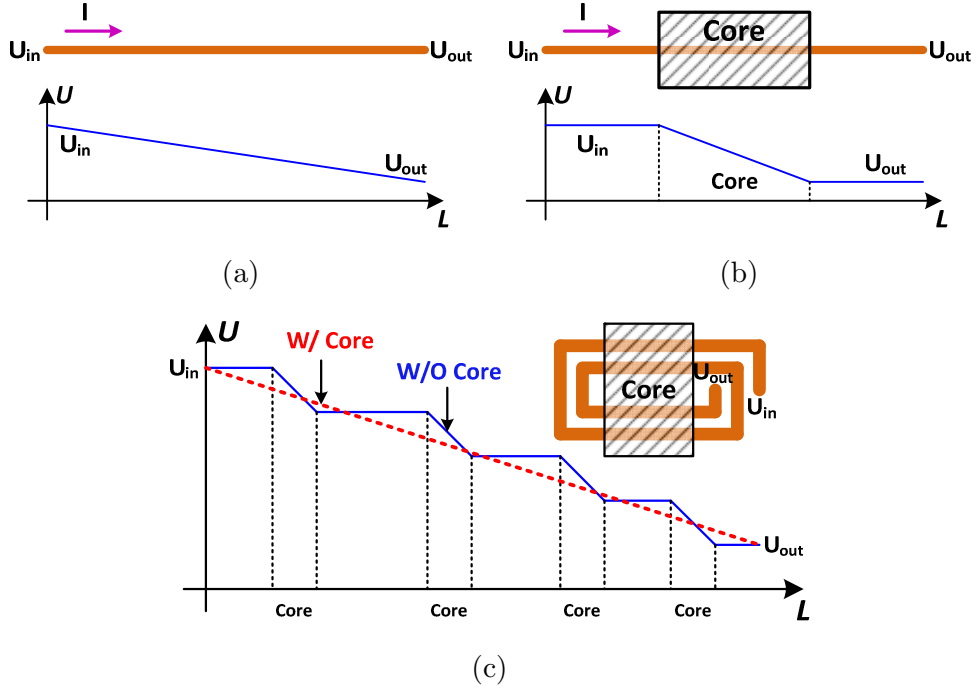 I
U_in
U_out
U
U_in
U_out
L
(a)
I
Core
U_in
U_out
U
U_in
Core
U_out
L
(b)
U
W/ Core
U_in
W/O Core
Core
U_out
U_in
U_out
Core
Core
Core
Core
L
(c)